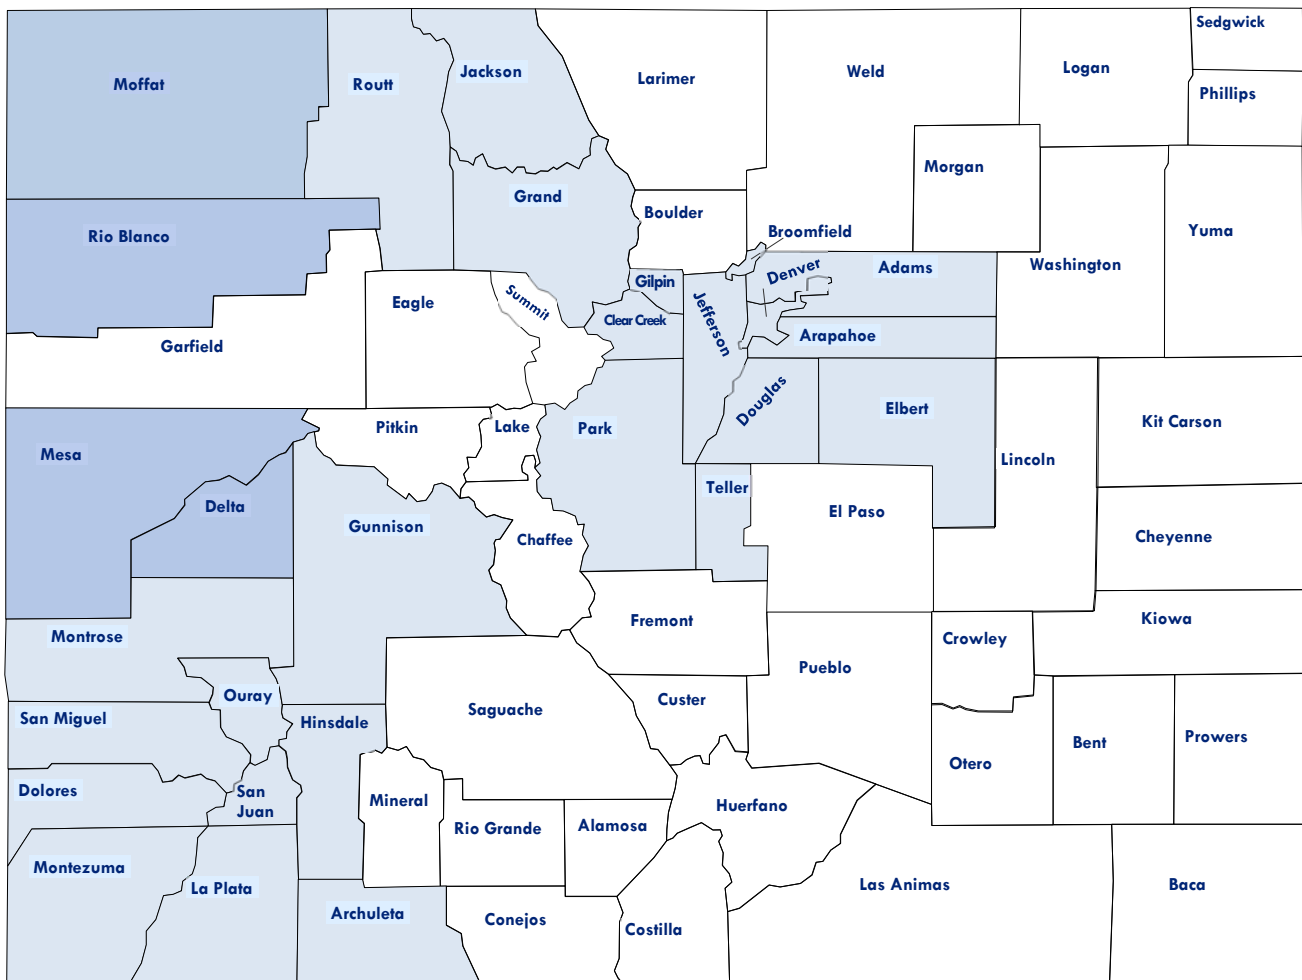 Sedgwick
Moffat
Routt
Jackson
Larimer
Weld
Logan
Phillips
Morgan
Grand
Boulder
Rio Blanco
Broomfield
Yuma
Washington
Adams
Denver
Gilpin
Eagle
Summit
Clear Creek
Jefferson
Arapahoe
Garfield
Douglas
Elbert
Kit Carson
Pitkin
Lake
Park
Mesa
Lincoln
Teller
Delta
El Paso
Gunnison
Chaffee
Cheyenne
Fremont
Kiowa
Montrose
Crowley
Pueblo
Ouray
Custer
San Miguel
Hinsdale
Saguache
Bent
Prowers
Otero
Dolores
San
Juan
Mineral
Huerfano
Rio Grande
Alamosa
Montezuma
La Plata
Las Animas
Baca
Archuleta
Conejos
Costilla